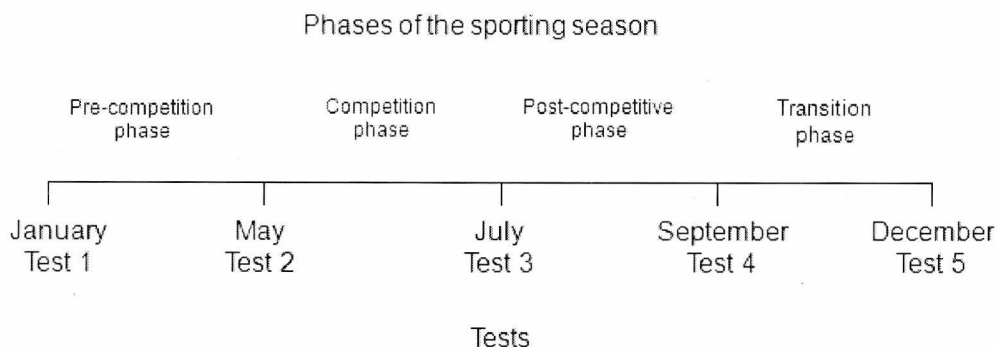 Phases of the sporting season
Pre-competition phase
Competition phase
Post-competitive phase
Transition phase
January
Test 1
May
Test 2
July
Test 3
September
Test 4
December
Test 5
Tests